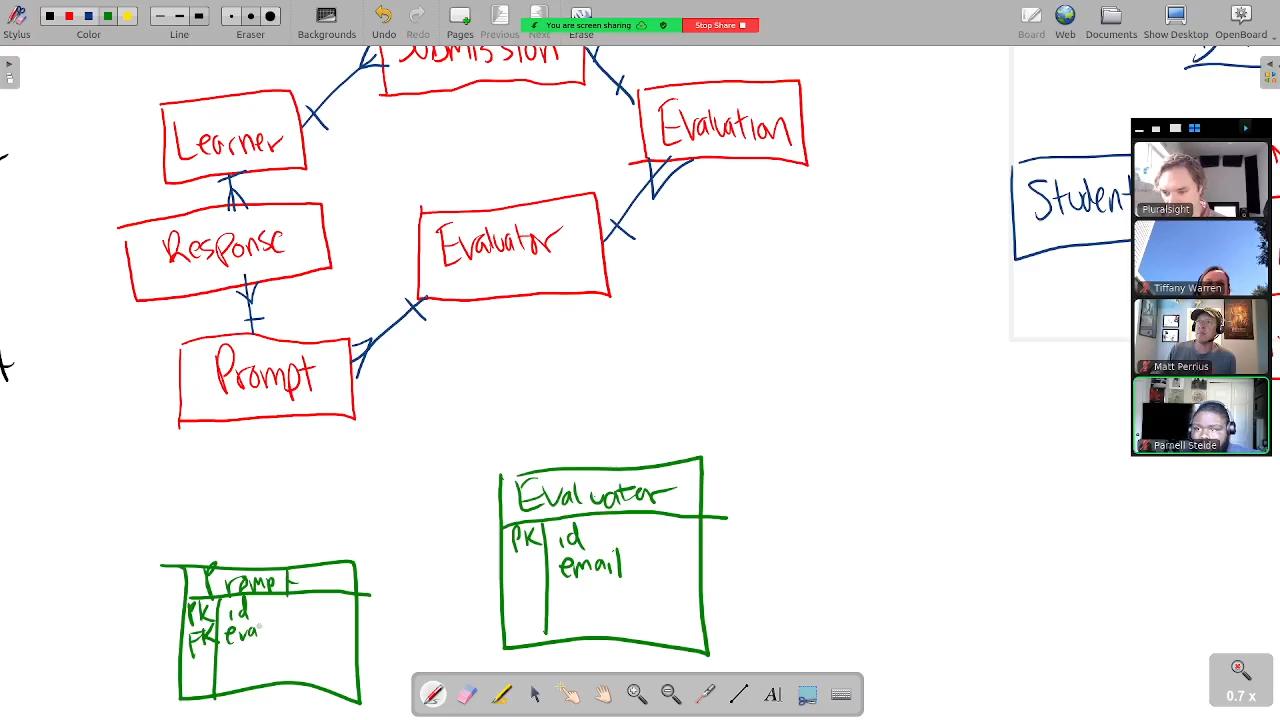 Stylus
Color
Line
Eraser
Backgrounds
Undo
Redo
Pages
Previous
Next
Erase
You are screen sharing
Stop Share
Board
Web
Documents
Show Desktop
OpenBoard
Submission
Learner
Evaluation
Response
Evaluator
Prompt
Student
Pluralsight
Tiffany Warren
Matt Perrius
Parnell Steide
Evaluator
PK id
email
Prompt
PK id
FK eva
0.7 x